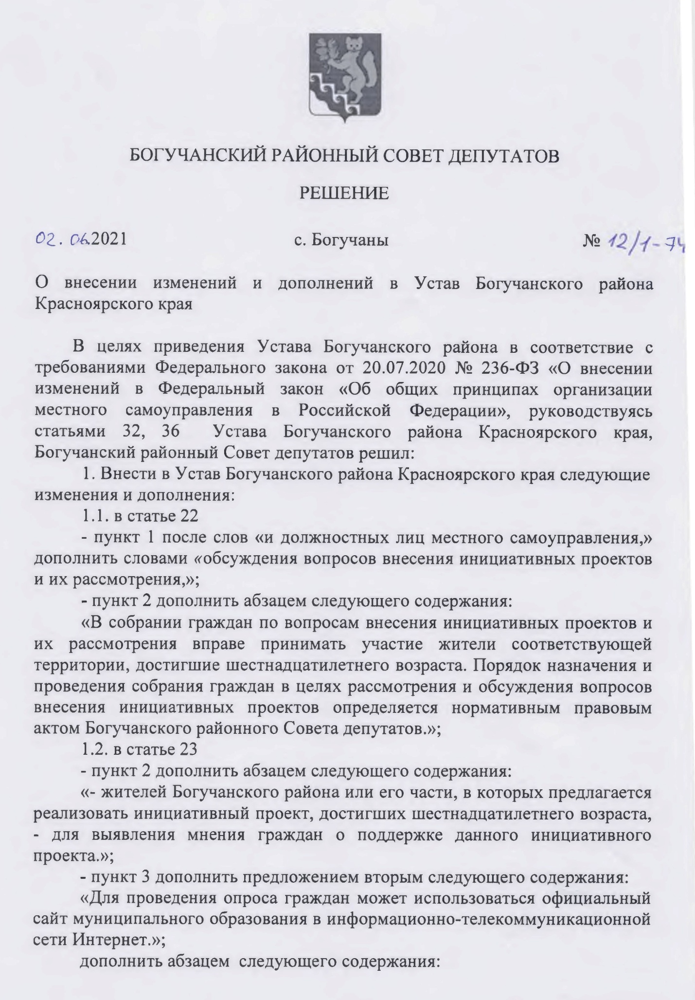 БОГУЧАНСКИЙ РАЙОННЫЙ СОВЕТ ДЕПУТАТОВ
РЕШЕНИЕ
02. 06.2021 с. Богучаны № 12/1-74
О внесении изменений и дополнений в Устав Богучанского района
Красноярского края
В целях приведения Устава Богучанского района в соответствие с
требованиями Федерального закона от 20.07.2020 № 236-ФЗ «О внесении
изменений в Федеральный закон «Об общих принципах организации
местного самоуправления в Российской Федерации», руководствуясь
статьями 32, 36 Устава Богучанского района Красноярского края,
Богучанский районный Совет депутатов решил:
1. Внести в Устав Богучанского района Красноярского края следующие
изменения и дополнения:
1.1. в статье 22
- пункт 1 после слов «и должностных лиц местного самоуправления,»
дополнить словами «обсуждения вопросов внесения инициативных проектов
и их рассмотрения,»;
- пункт 2 дополнить абзацем следующего содержания:
«В собрании граждан по вопросам внесения инициативных проектов и
их рассмотрения вправе принимать участие жители соответствующей
территории, достигшие шестнадцатилетнего возраста. Порядок назначения и
проведения собрания граждан в целях рассмотрения и обсуждения вопросов
внесения инициативных проектов определяется нормативным правовым
актом Богучанского районного Совета депутатов.»;
1.2. в статье 23
- пункт 2 дополнить абзацем следующего содержания:
«- жителей Богучанского района или его части, в которых предлагается
реализовать инициативный проект, достигших шестнадцатилетнего возраста,
- для выявления мнения граждан о поддержке данного инициативного
проекта.»;
- пункт 3 дополнить предложением вторым следующего содержания:
«Для проведения опроса граждан может использоваться официальный
сайт муниципального образования в информационно-телекоммуникационной
сети Интернет.»;
дополнить абзацем следующего содержания: